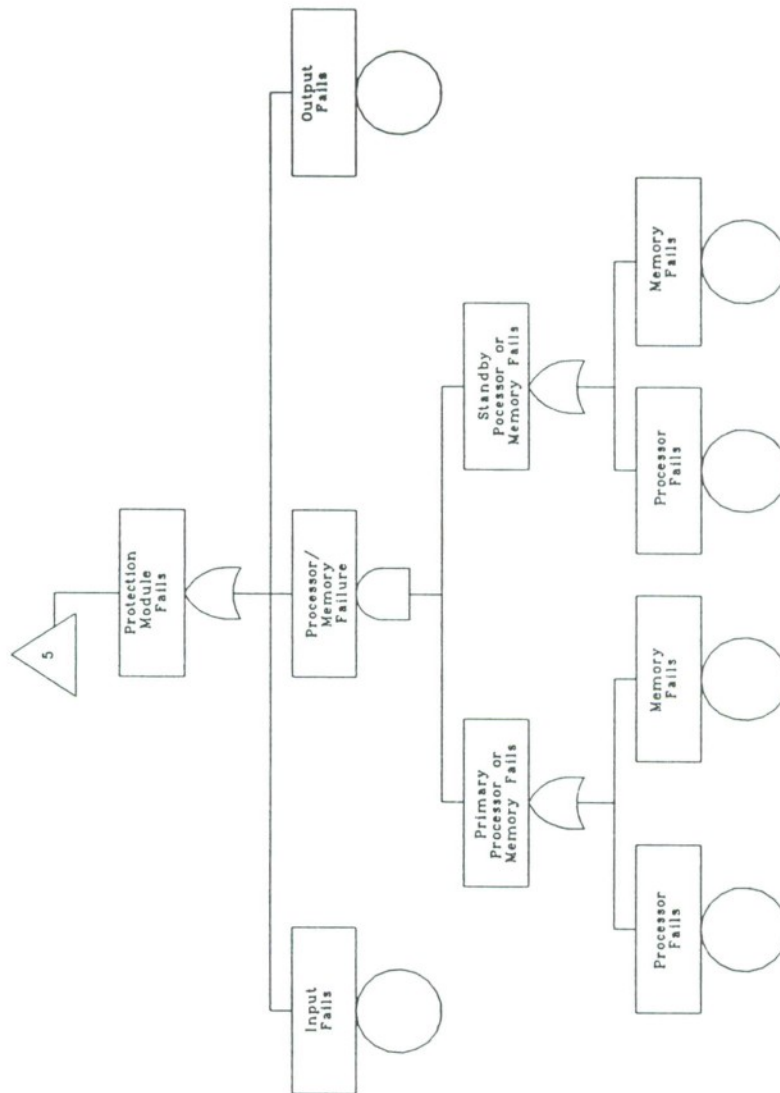 5
Protection
Module
Fails
Input
Fails
Processor/
Memory
Failure
Output
Fails
Primary
Processor or
Memory Fails
Standby
Pocessor or
Memory Fails
Processor
Fails
Memory
Fails
Processor
Fails
Memory
Fails